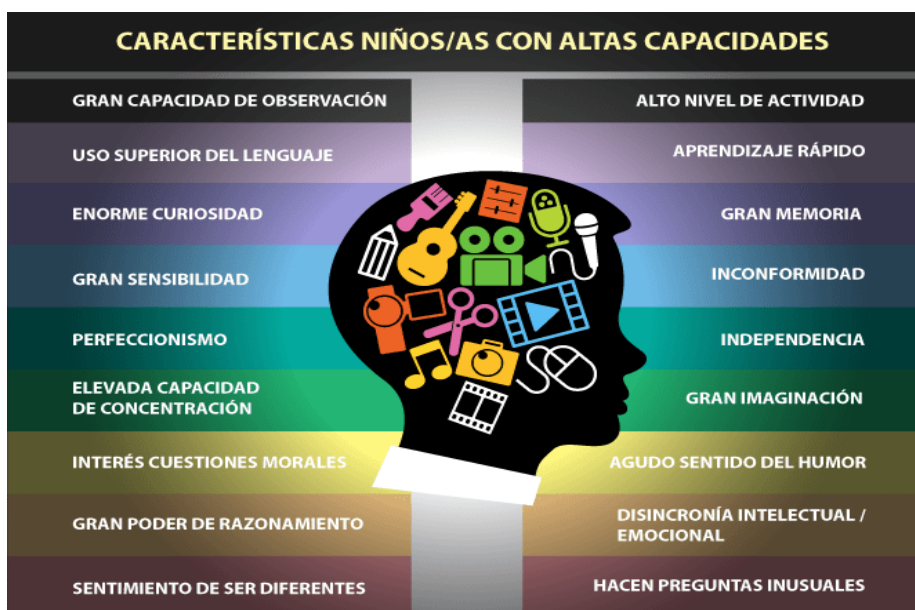 CARACTERÍSTICAS NIÑOS/AS CON ALTAS CAPACIDADES
GRAN CAPACIDAD DE OBSERVACIÓN
USO SUPERIOR DEL LENGUAJE
ENORME CURIOSIDAD
GRAN SENSIBILIDAD
PERFECCIONISMO
ELEVADA CAPACIDAD
DE CONCENTRACIÓN
INTERÉS CUESTIONES MORALES
GRAN PODER DE RAZONAMIENTO
SENTIMIENTO DE SER DIFERENTES
ALTO NIVEL DE ACTIVIDAD
APRENDIZAJE RÁPIDO
GRAN MEMORIA
INCONFORMIDAD
INDEPENDENCIA
GRAN IMAGINACIÓN
AGUDO SENTIDO DEL HUMOR
DISINCRONÍA INTELECTUAL /
EMOCIONAL
HACEN PREGUNTAS INUSUALES